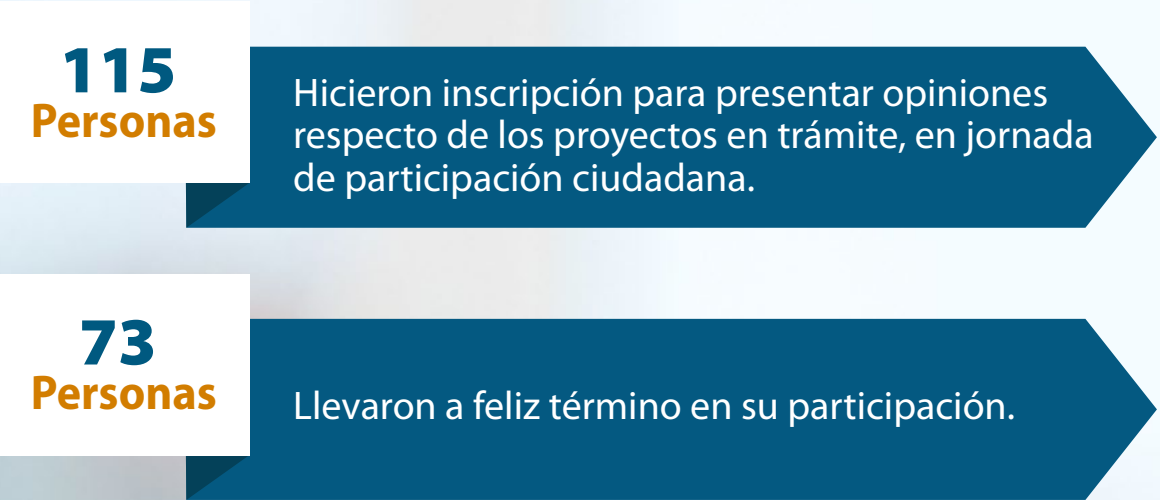 115
Personas
Hicieron inscripción para presentar opiniones
respecto de los proyectos en trámite, en jornada
de participación ciudadana.
73
Personas
Llevaron a feliz término en su participación.